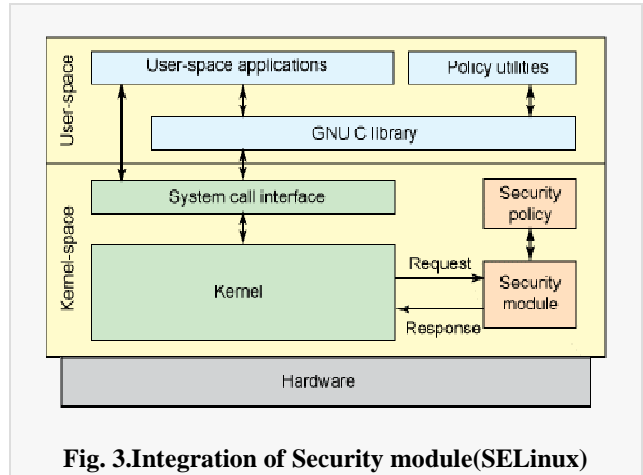 User-space
User-space applications
Policy utilities
GNU C library
Kernel-space
System call interface
Security
policy
Kernel
Request
Response
Security
module
Hardware
Fig. 3.Integration of Security module(SELinux)